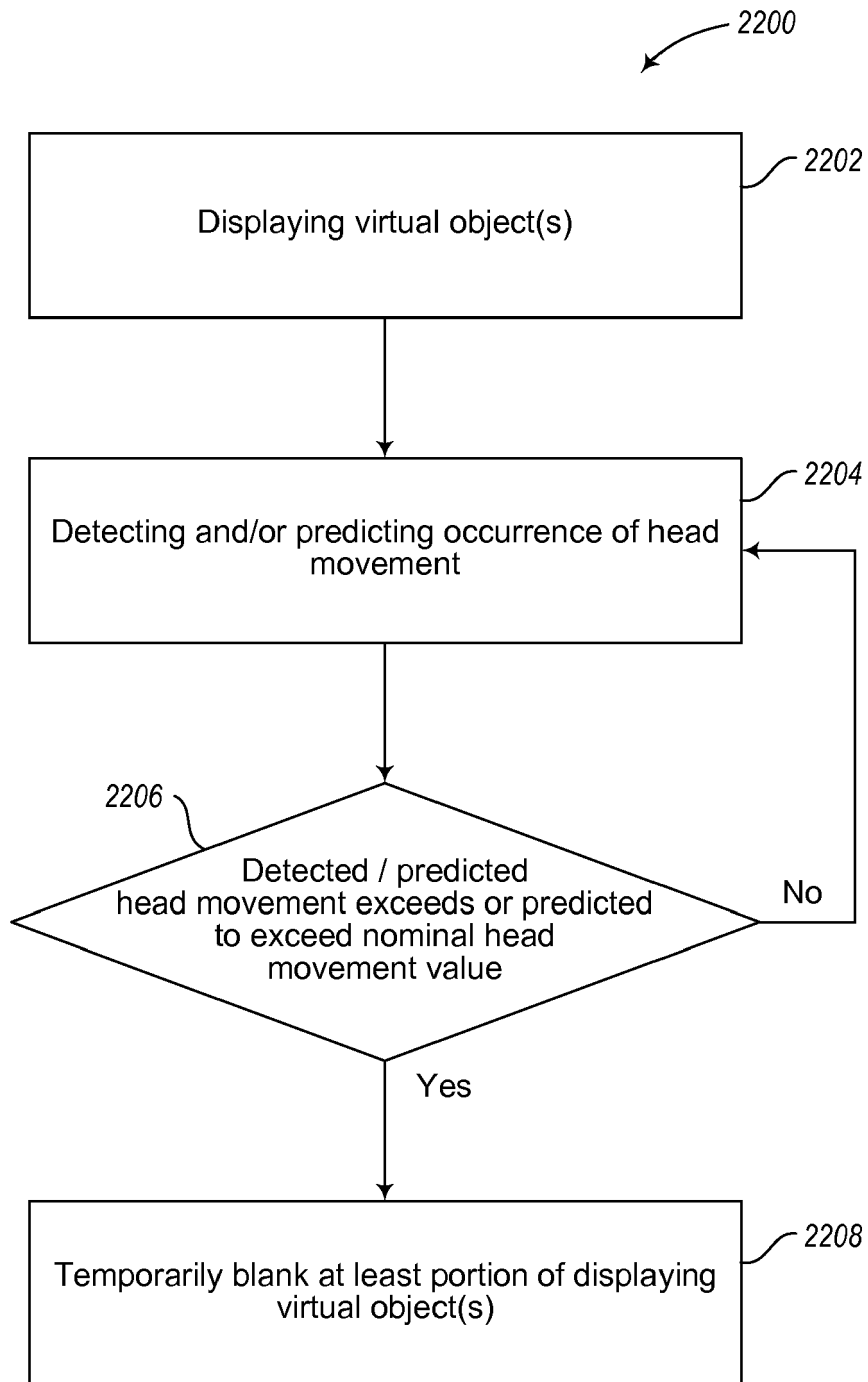 2200
2202
Displaying virtual object(s)
2204
Detecting and/or predicting occurrence of head
movement
2206
Detected / predicted
head movement exceeds or predicted
to exceed nominal head
movement value
No
Yes
2208
Temporarily blank at least portion of displaying
virtual object(s)